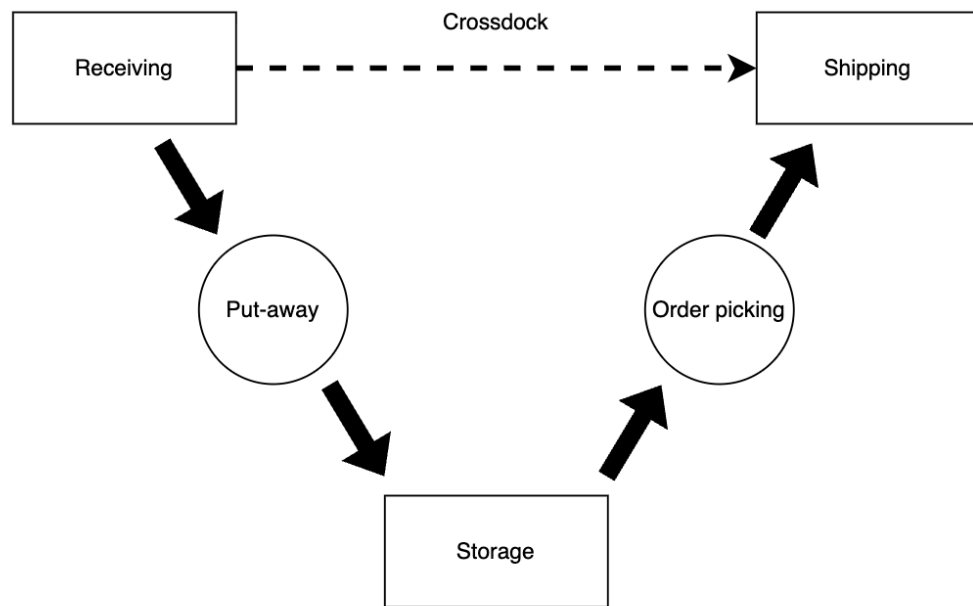 Crossdock
Receiving
Shipping
Put-away
Order picking
Storage